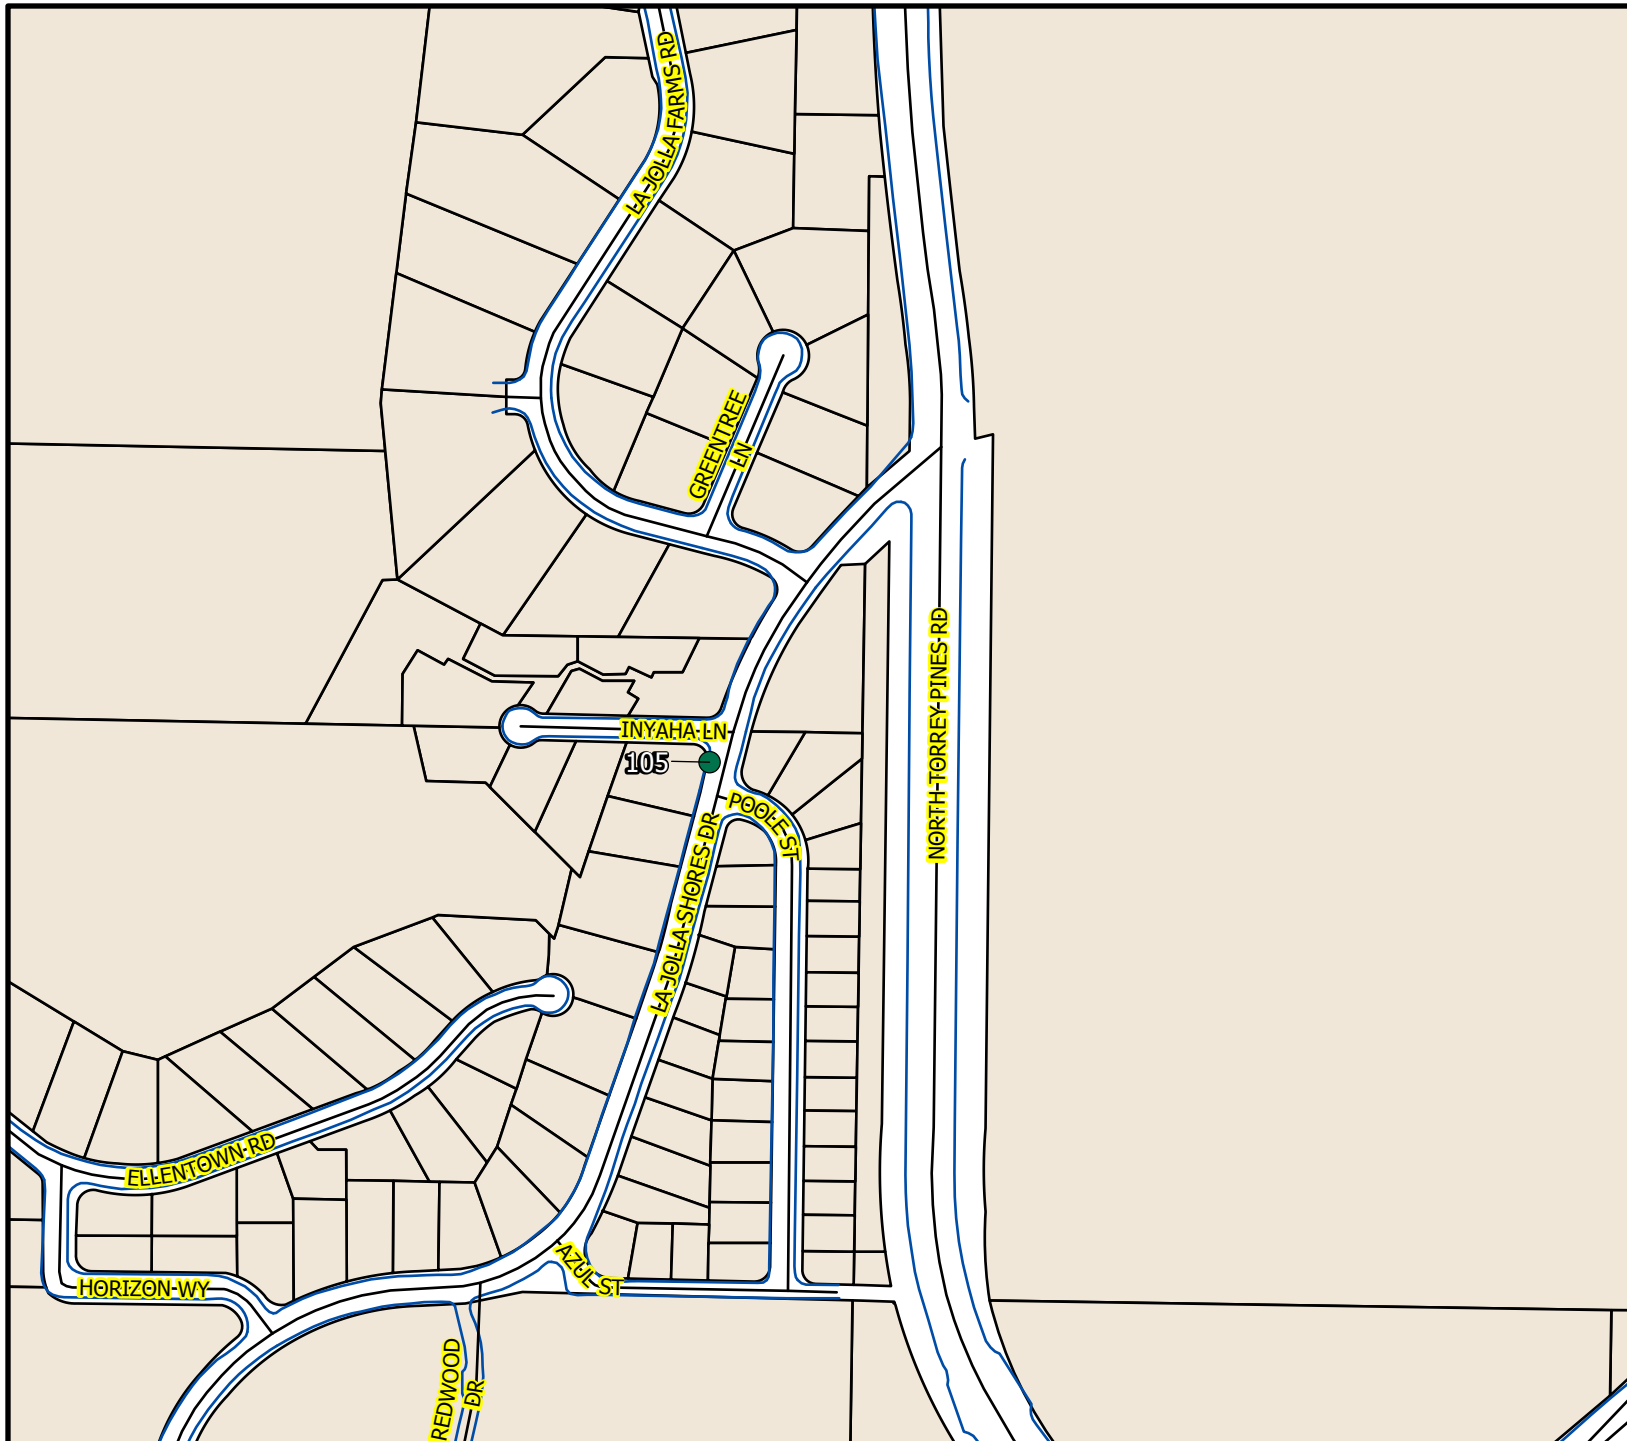 LA JOLLA FARMS RD
GREENTREE
LN
NORTH TORREY PINES RD
INYAHA LN
105
POOLE ST
LA JOLLA SHORES DR
ELLENTOWN RD
AZUL ST
HORIZON WY
REDWOOD
DR